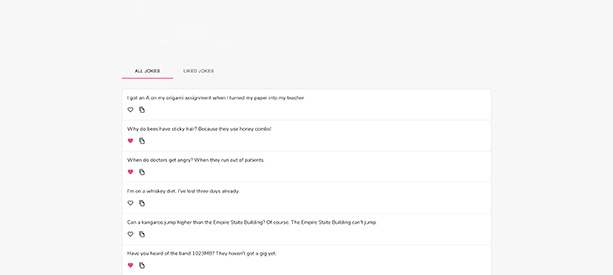 ALL JOKES
LIKED JOKES
I got an A on my origami assignment when I turned my paper into my teacher
Why do bees have sticky hair? Because they use honey combs!
When do doctors get angry? When they run out of patients.
I'm on a whiskey diet. I've lost three days already.
Can a kangaroo jump higher than the Empire State Building? Of course. The Empire State Building can't jump.
Have you heard of the band 1023MB? They haven't got a gig yet.